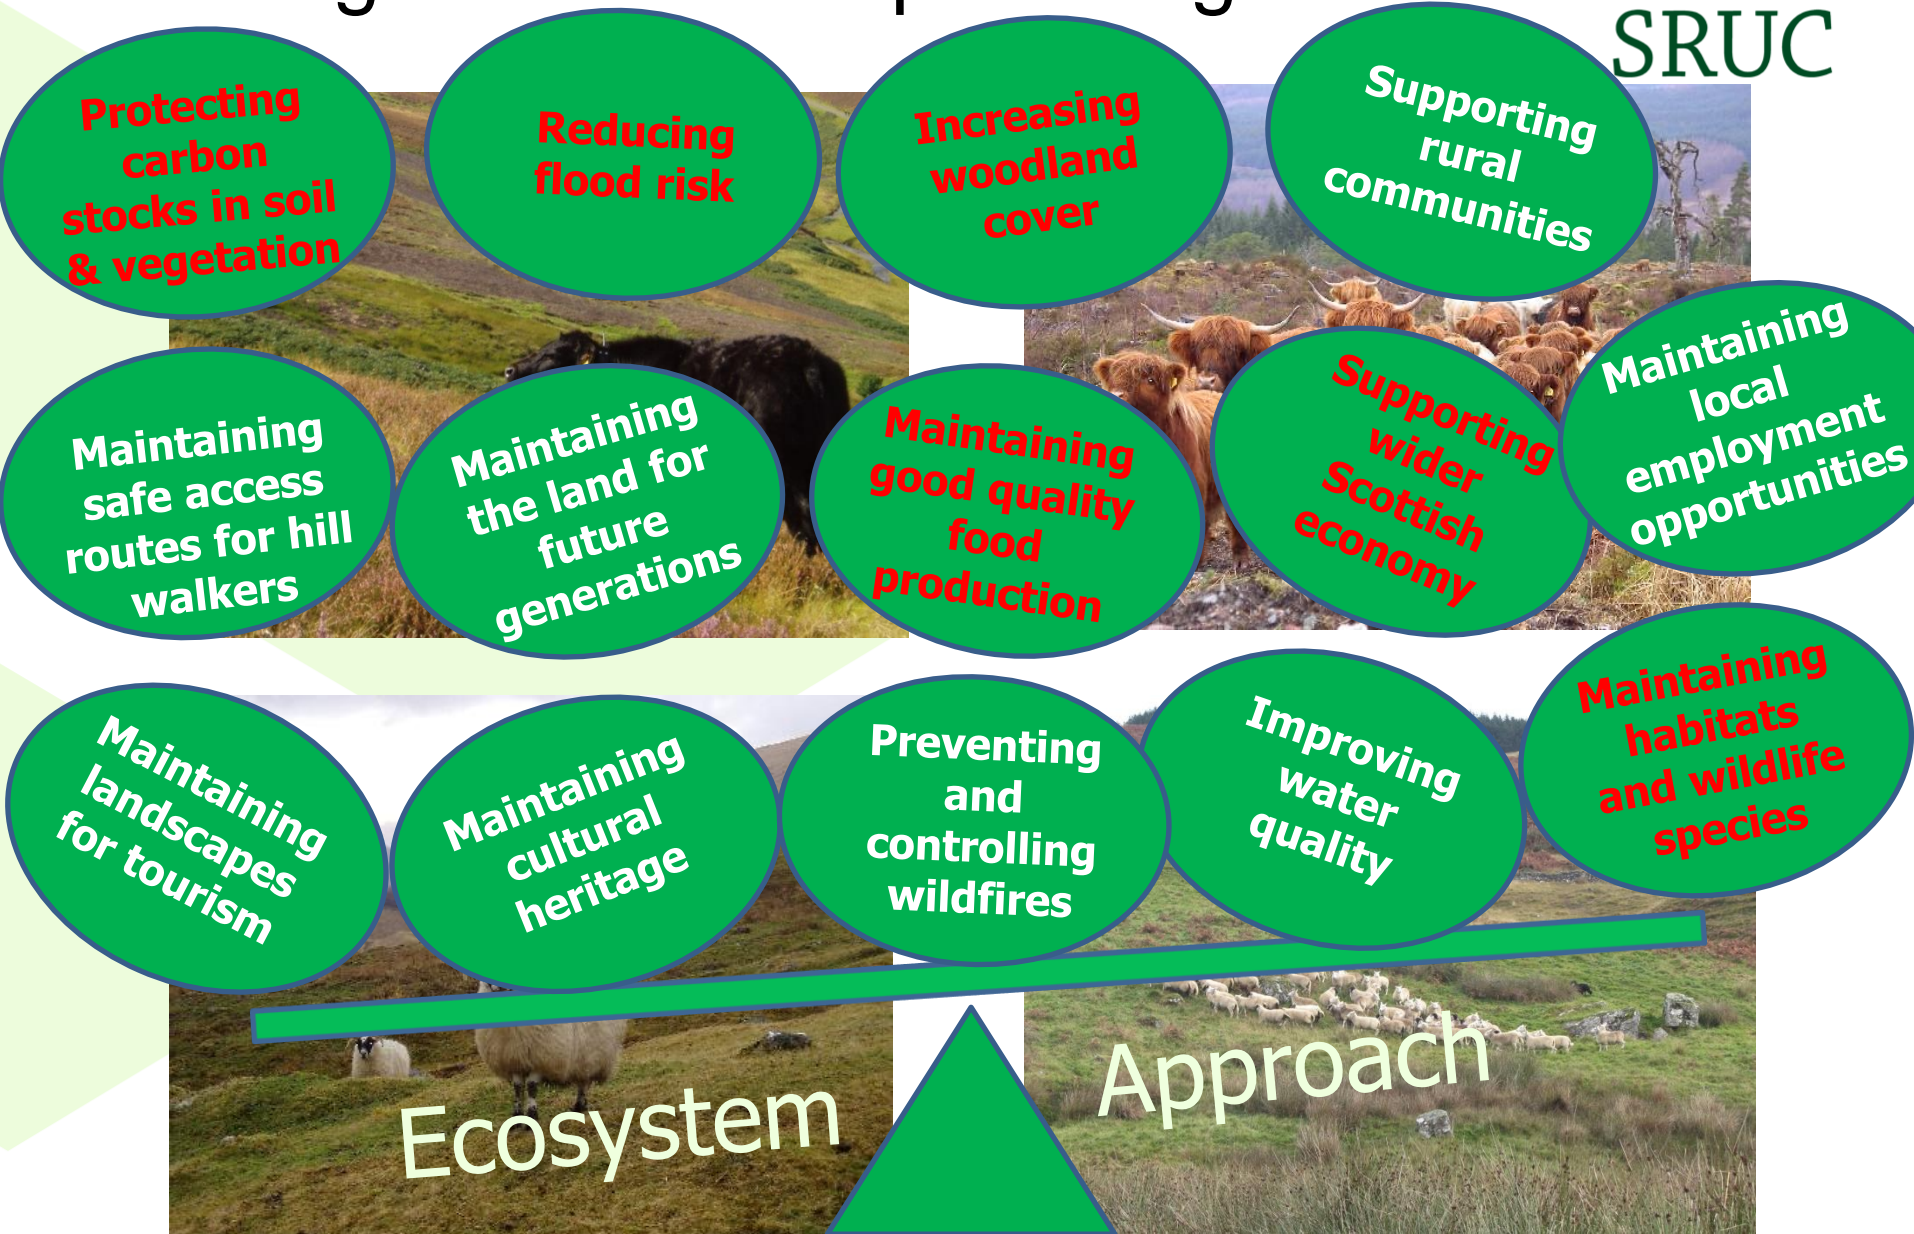 SRUC
Protecting
carbon
stocks in soil
& vegetation
Reducing
flood risk
Increasing
woodland
cover
Supporting
rural
communities
Maintaining
safe access
routes for hill
walkers
Maintaining
the land for
future
generations
Maintaining
good quality
food
production
Supporting
wider
Scottish
economy
Maintaining
local
employment
opportunities
Maintaining
landscapes
for tourism
Maintaining
cultural
heritage
Preventing
and
controlling
wildfires
Improving
water
quality
Maintaining
habitats
and wildlife
species
Ecosystem
Approach